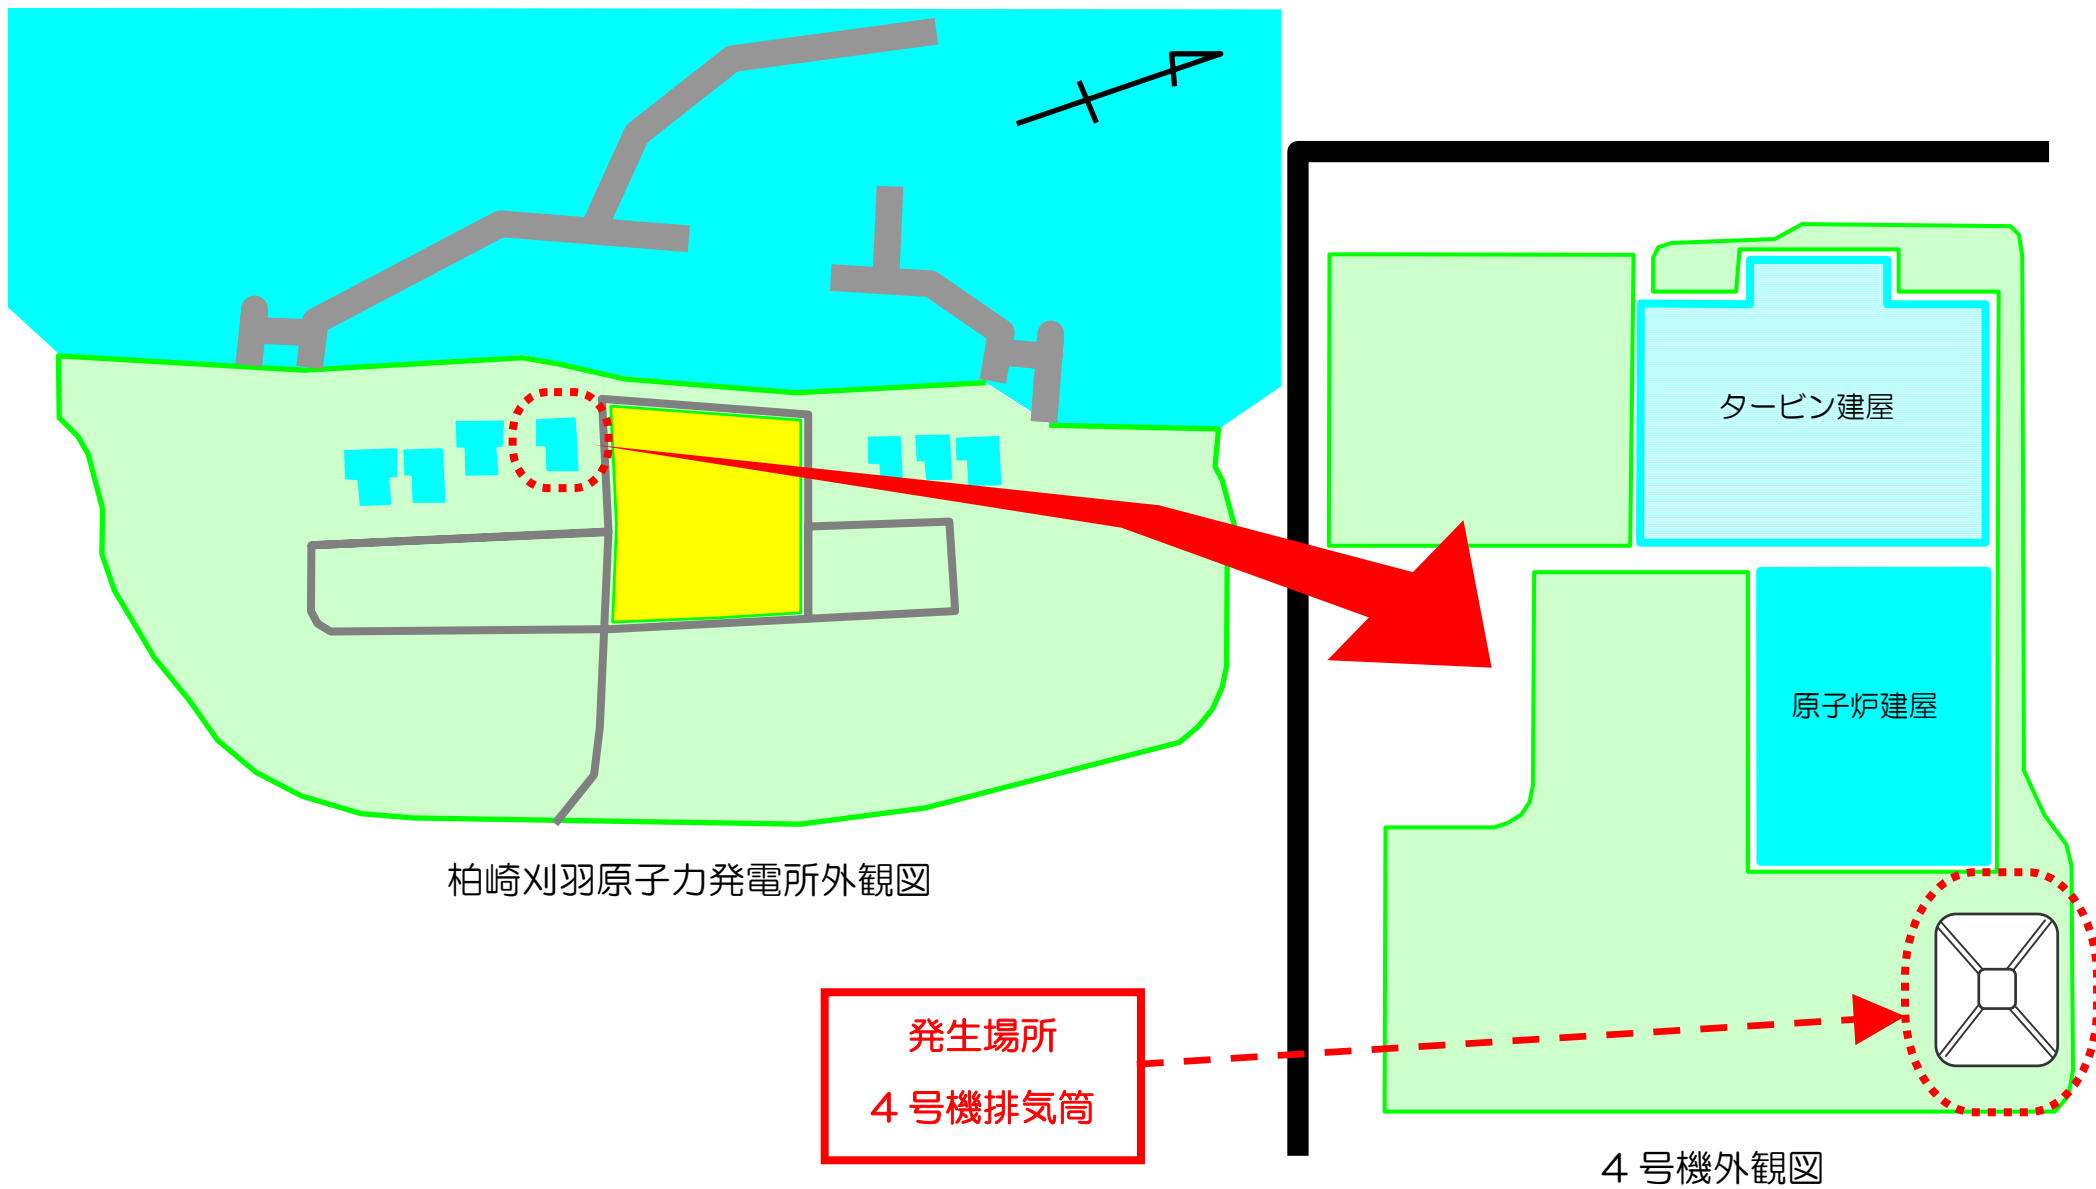 タービン建屋
原子炉建屋
柏崎刈羽原子力発電所外観図
発生場所
４号機排気筒
４号機外観図